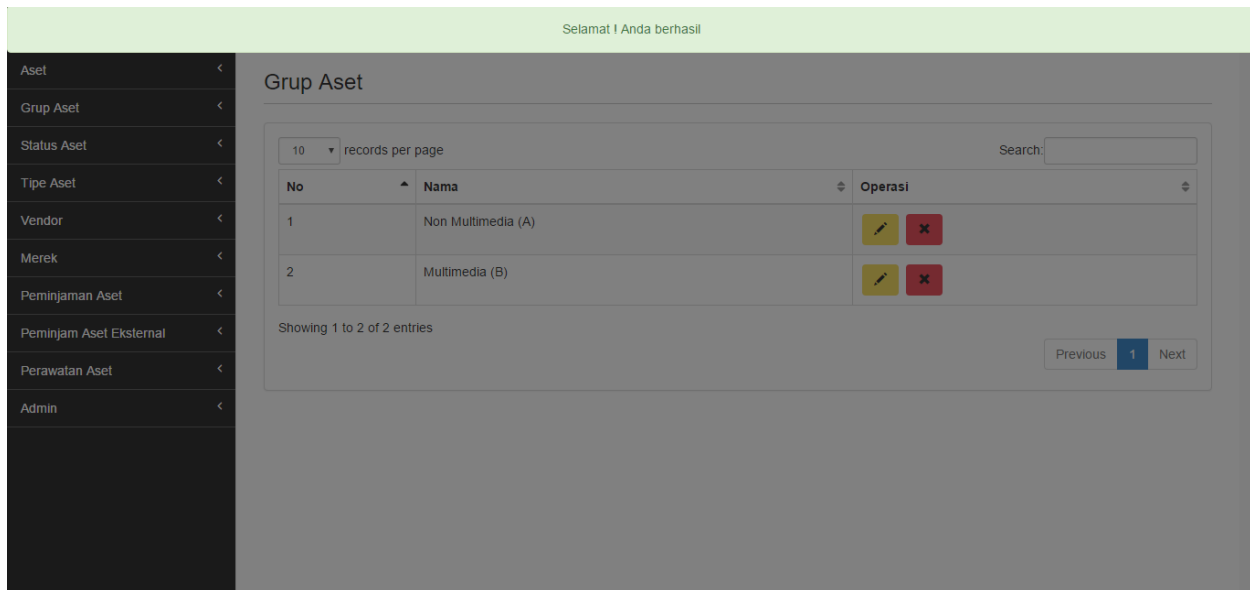 Selamat ! Anda berhasil
Aset
Grup Aset
Status Aset
Tipe Aset
Vendor
Merek
Peminjaman Aset
Peminjam Aset Eksternal
Perawatan Aset
Admin
Grup Aset
10 records per page
Search:
No Nama Operasi
1 Non Multimedia (A)
2 Multimedia (B)
Showing 1 to 2 of 2 entries
Previous 1 Next